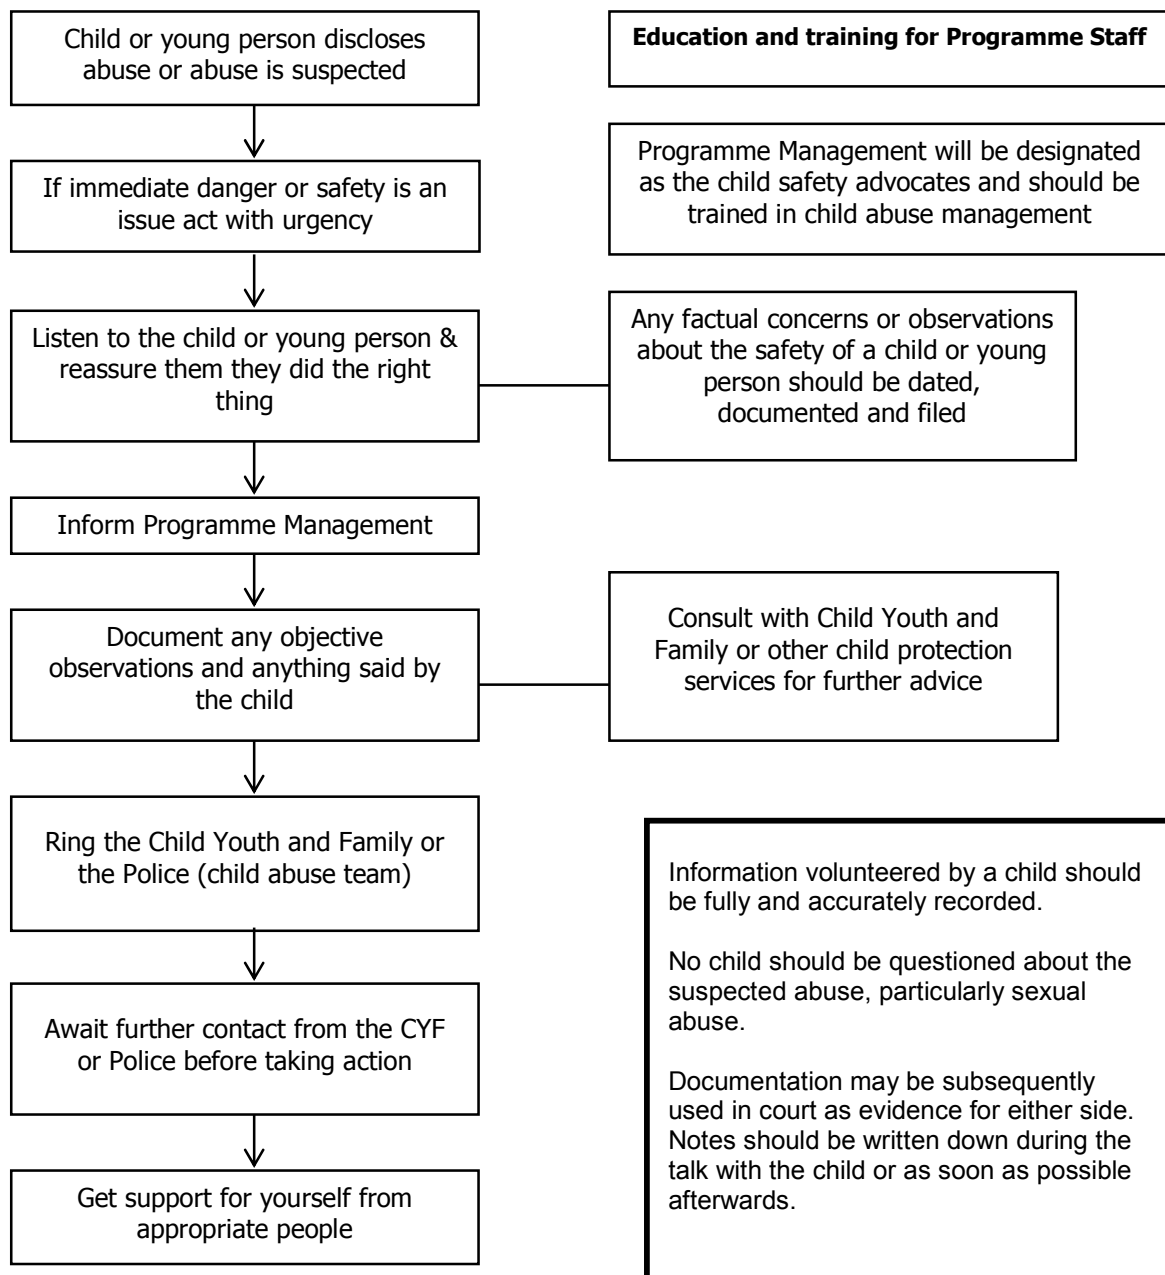 Child or young person discloses
abuse or abuse is suspected
If immediate danger or safety is an
issue act with urgency
Listen to the child or young person &
reassure them they did the right
thing
Inform Programme Management
Document any objective
observations and anything said by
the child
Ring the Child Youth and Family or
the Police (child abuse team)
Await further contact from the CYF
or Police before taking action
Get support for yourself from
appropriate people
Education and training for Programme Staff
Programme Management will be designated
as the child safety advocates and should be
trained in child abuse management
Any factual concerns or observations
about the safety of a child or young
person should be dated,
documented and filed
Consult with Child Youth and
Family or other child protection
services for further advice
Information volunteered by a child should
be fully and accurately recorded.
No child should be questioned about the
suspected abuse, particularly sexual
abuse.
Documentation may be subsequently
used in court as evidence for either side.
Notes should be written down during the
talk with the child or as soon as possible
afterwards.